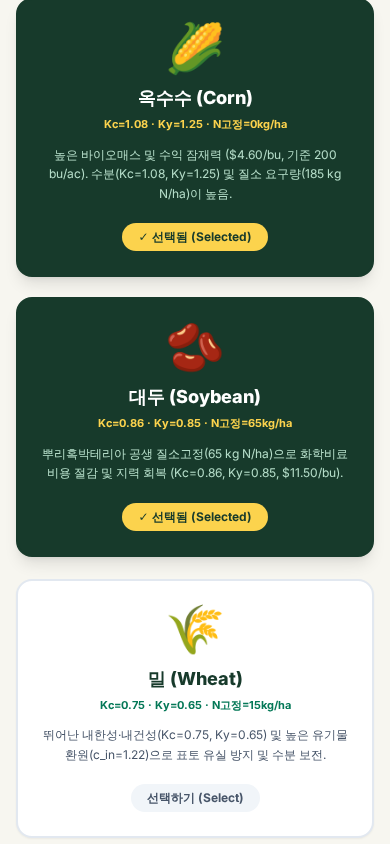 옥수수 (Corn)
Kc=1.08 · Ky=1.25 · N고정=0kg/ha
높은 바이오매스 및 수익 잠재력 ($4.60/bu, 기준 200
bu/ac). 수분(Kc=1.08, Ky=1.25) 및 질소 요구량(185 kg
N/ha)이 높음.
✓ 선택됨 (Selected)
대두 (Soybean)
Kc=0.86 · Ky=0.85 · N고정=65kg/ha
뿌리혹박테리아 공생 질소고정(65 kg N/ha)으로 화학비료
비용 절감 및 지력 회복 (Kc=0.86, Ky=0.85, $11.50/bu).
✓ 선택됨 (Selected)
밀 (Wheat)
Kc=0.75 · Ky=0.65 · N고정=15kg/ha
뛰어난 내한성·내건성(Kc=0.75, Ky=0.65) 및 높은 유기물
환원(c_in=1.22)으로 표토 유실 방지 및 수분 보전.
선택하기 (Select)